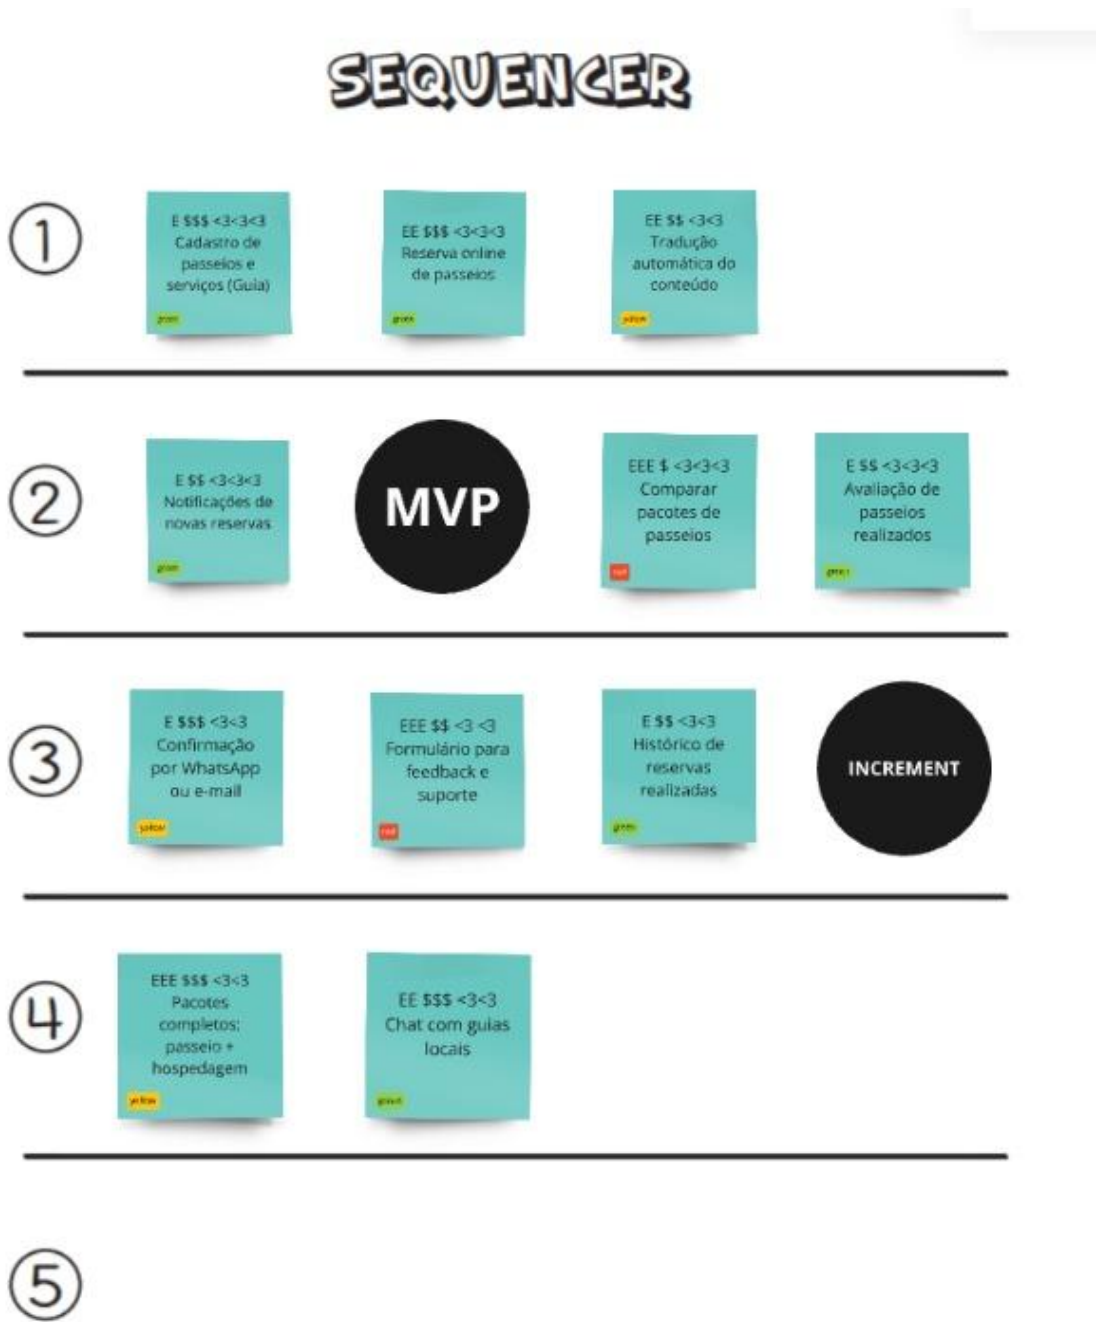 SEQUENCER
1
E $$$ <3<3<3
Cadastro de
passeios e
serviços (Guia)
green
EE $$$ <3<3<3
Reserva online
de passeios
green
EE $$ <3<3
Tradução
automática do
conteúdo
yellow
2
E $$ <3<3<3
Notificações de
novas reservas
green
MVP
EEE $ <3<3<3
Comparar
pacotes de
passeios
red
E $$ <3<3<3
Avaliação de
passeios
realizados
green
3
E $$$ <3<3
Confirmação
por WhatsApp
ou e-mail
yellow
EEE $$ <3 <3
Formulário para
feedback e
suporte
red
E $$ <3<3
Histórico de
reservas
realizadas
green
INCREMENT
4
EEE $$$ <3<3
Pacotes
completos:
passeio +
hospedagem
yellow
EE $$$ <3<3
Chat com guias
locais
green
5